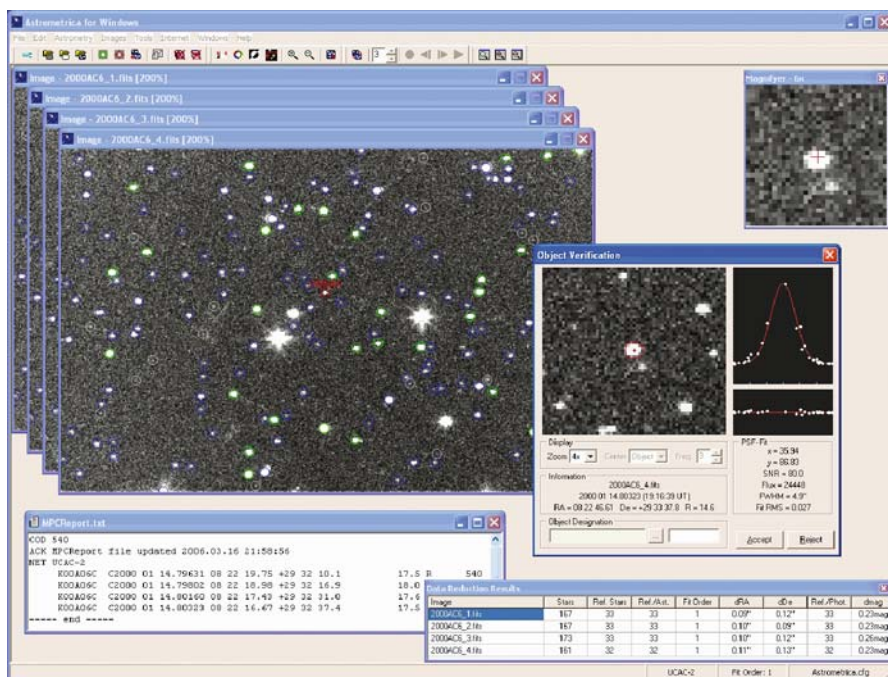 Astrometrica for Windows
File Edit Astrometry Images Tools Internet Windows Help
3
Image - 2000AC6_1.fits [200%]
Image - 2000AC6_2.fits [200%]
Image - 2000AC6_3.fits [200%]
Image - 2000AC6_4.fits [200%]
Magnifyer - 6x
Object Verification
Display
Zoom 4x Center Object Freq. 3
Information
2000AC6_4.fits
2000 01 14.80323 (19:16:39 UT)
RA = 08 22 46.61 De = +29 33 37.8 R = 14.6
Object Designation
...
PSF-Fit
x = 35.94
y = 86.83
SNR = 80.0
Flux = 24448
FWHM = 4.9"
Fit RMS = 0.027
Accept Reject
MPCReport.txt
COD 540
ACK MPCReport file updated 2006.03.16 21:58:56
NET UCAC-2
K00A06C C2000 01 14.79631 08 22 19.75 +29 32 10.1 17.5 R 540
K00A06C C2000 01 14.79802 08 22 18.98 +29 32 16.9 18.0
K00A06C C2000 01 14.80160 08 22 17.43 +29 32 31.0 17.6
K00A06C C2000 01 14.80323 08 22 16.67 +29 32 37.4 17.5
----- end -----
Data Reduction Results
Image Stars Ref. Stars Ref./Ast. Fit Order dRA dDe Ref./Phot. dmag
2000AC6_1.fits 167 33 33 1 0.09" 0.12" 33 0.23mag
2000AC6_2.fits 167 33 33 1 0.10" 0.09" 33 0.23mag
2000AC6_3.fits 173 33 33 1 0.10" 0.12" 33 0.26mag
2000AC6_4.fits 161 32 32 1 0.11" 0.13" 32 0.23mag
UCAC-2 Fit Order: 1 Astrometrica.cfg